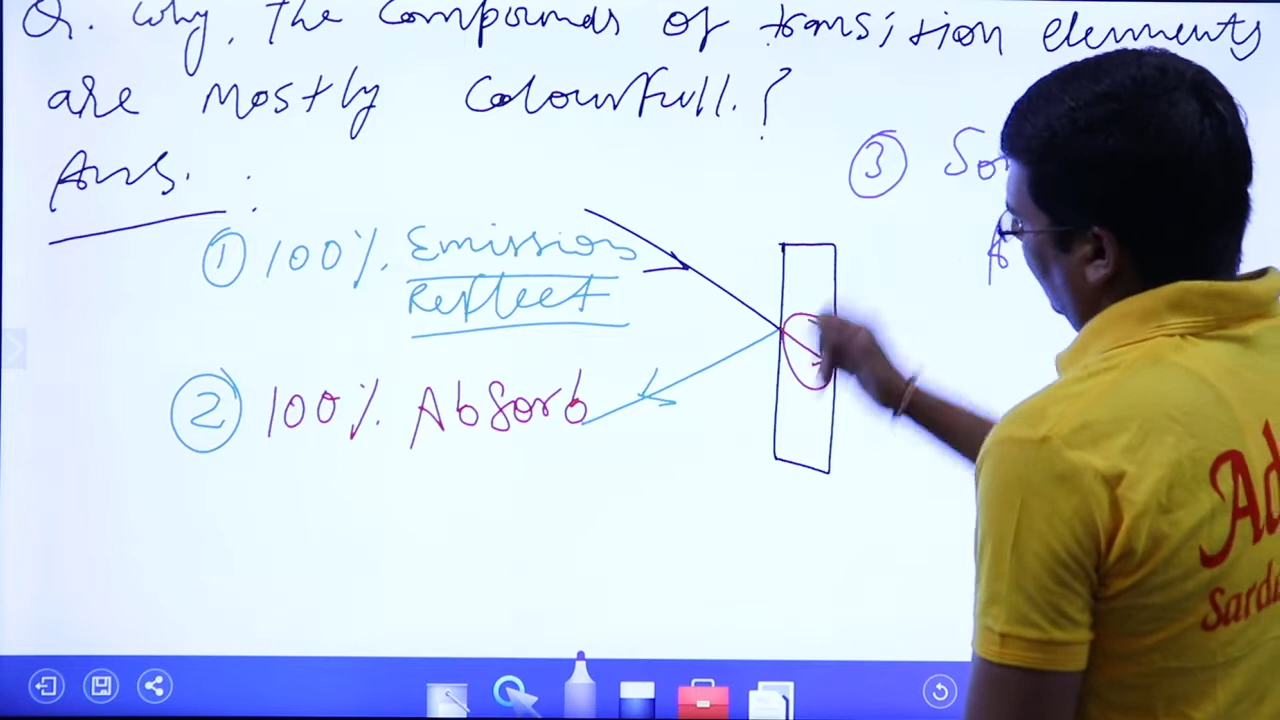 Q. Why, The Compounds of transition elements
are mostly Colourfull.?
Ans. :
① 100% Emission
Reflect
② 100% Absorb
③